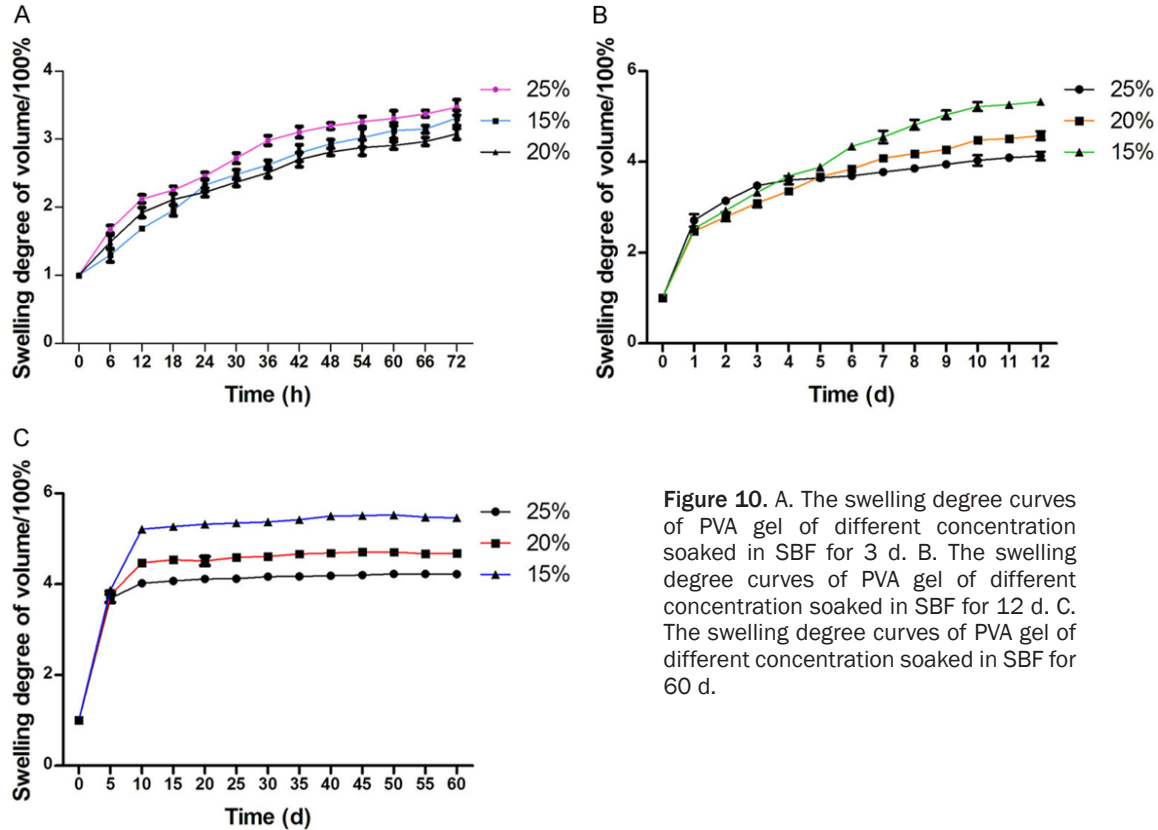 A
Swelling degree of volume/100%
4
3
2
1
0
0 6 12 18 24 30 36 42 48 54 60 66 72
Time (h)
25%
15%
20%
B
Swelling degree of volume/100%
6
4
2
0
0 1 2 3 4 5 6 7 8 9 10 11 12
Time (d)
25%
20%
15%
C
Swelling degree of volume/100%
6
4
2
0
0 5 10 15 20 25 30 35 40 45 50 55 60
Time (d)
25%
20%
15%
Figure 10. A. The swelling degree curves
of PVA gel of different concentration
soaked in SBF for 3 d. B. The swelling
degree curves of PVA gel of different
concentration soaked in SBF for 12 d. C.
The swelling degree curves of PVA gel of
different concentration soaked in SBF for
60 d.